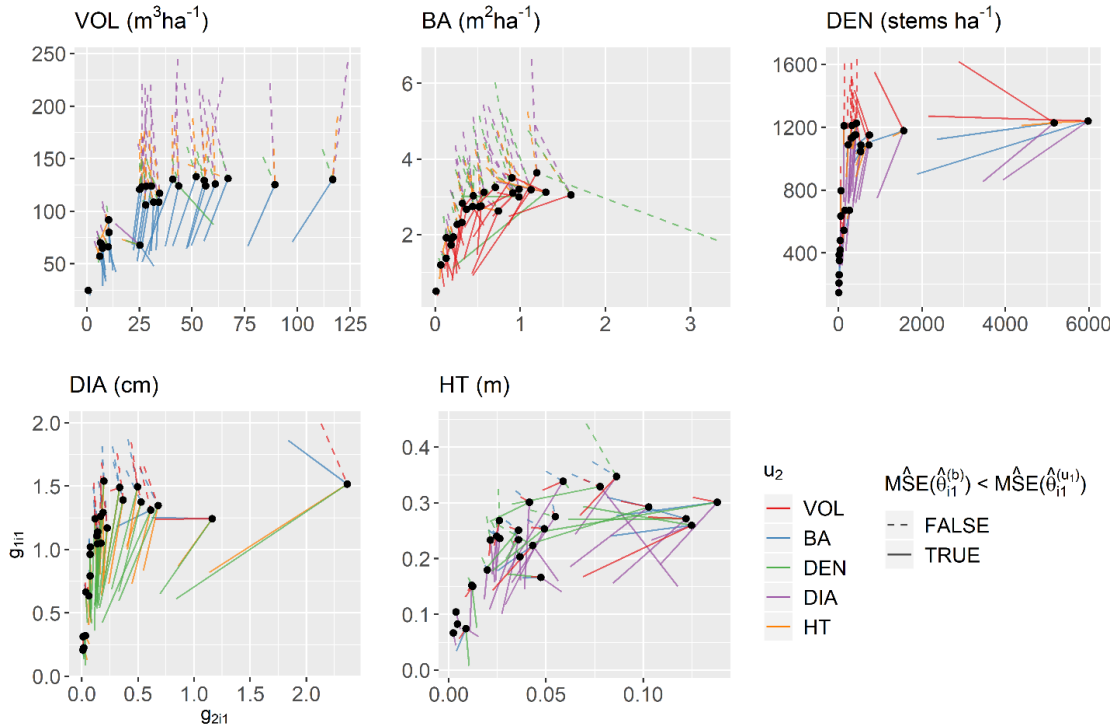 VOL (m³ha⁻¹)
BA (m²ha⁻¹)
DEN (stems ha⁻¹)
250
200
150
100
50
0 25 50 75 100 125
6
4
2
0 1 2 3
1600
1200
800
400
0 2000 4000 6000
DIA (cm)
HT (m)
g₁ᵢ₁
2.0
1.5
1.0
0.5
0.0
0.0 0.5 1.0 1.5 2.0
g₂ᵢ₁
0.4
0.3
0.2
0.1
0.0
0.00 0.05 0.10
u₂
VOL
BA
DEN
DIA
HT
MŜE(θ̂ᵢ₁⁽ᵇ⁾) < MŜE(θ̂ᵢ₁⁽ᵘ¹⁾)
FALSE
TRUE